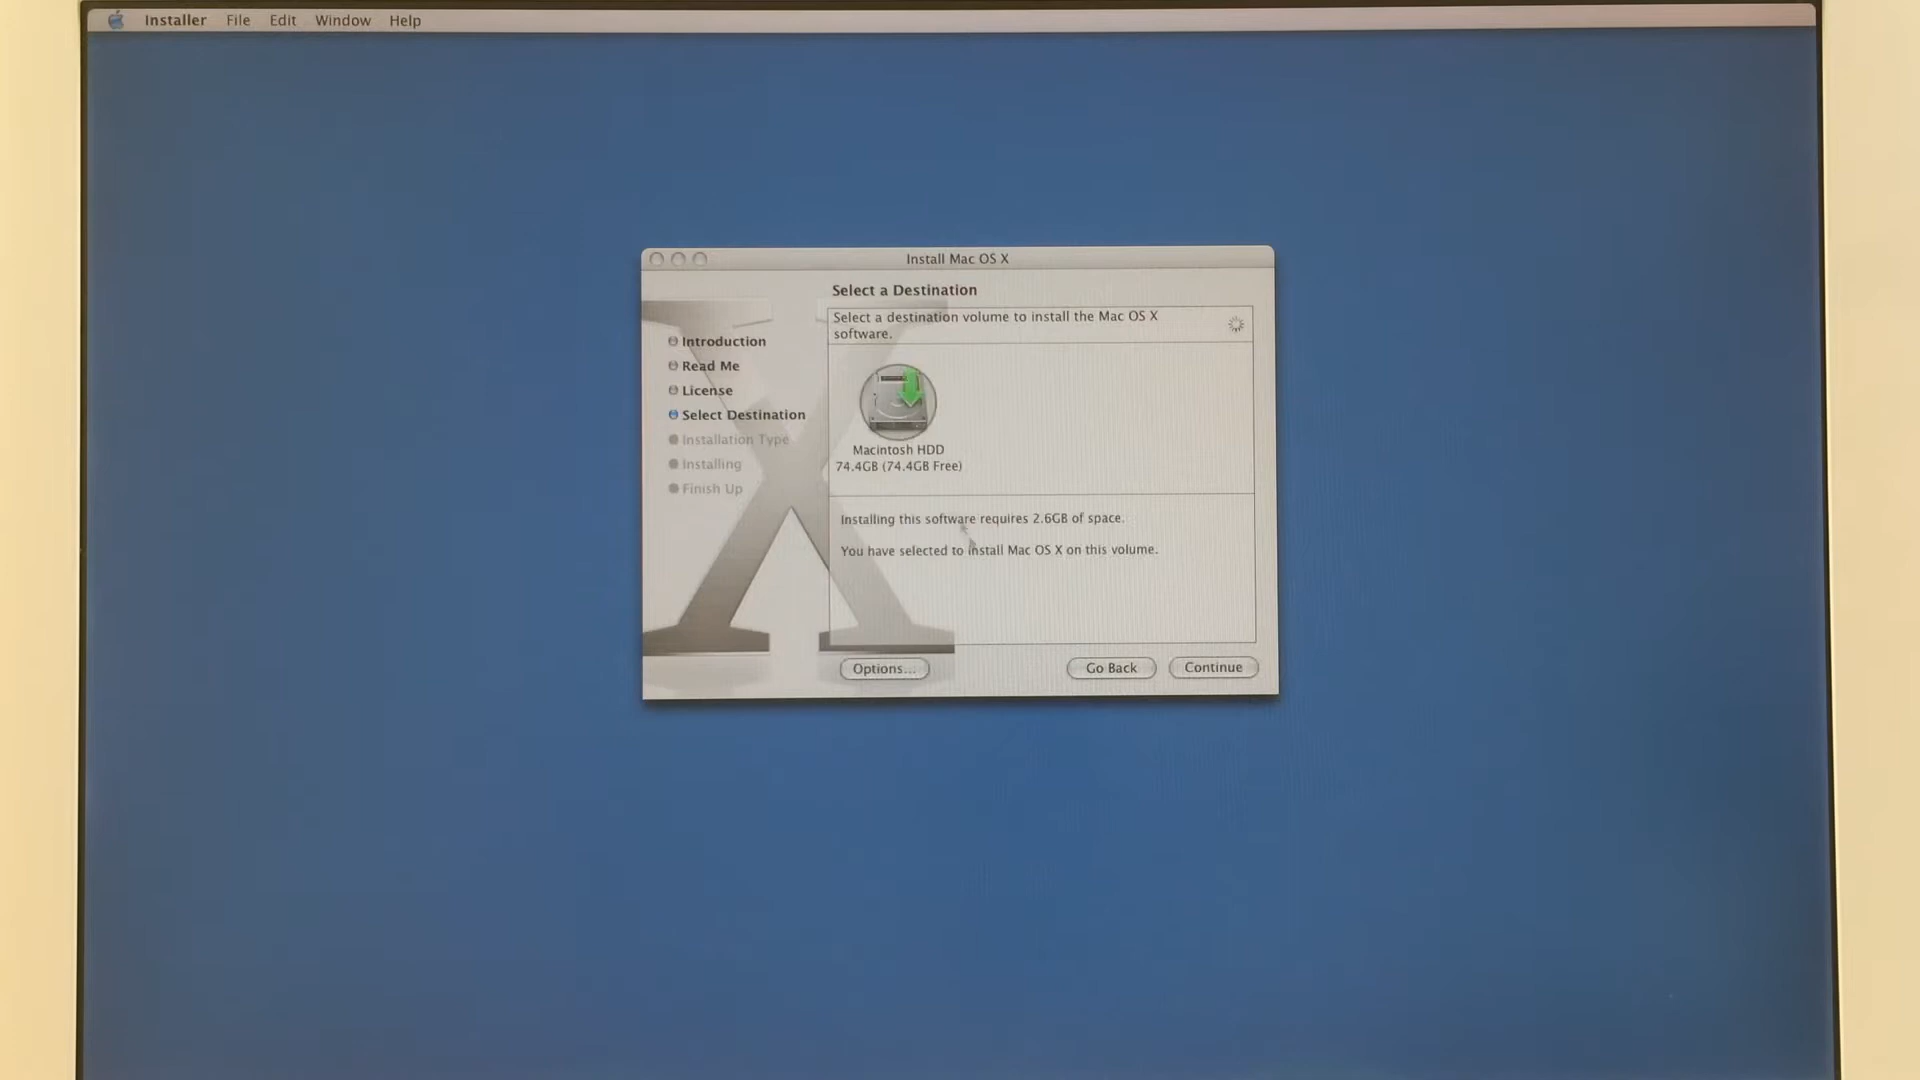 Installer File Edit Window Help
Install Mac OS X
Select a Destination
Select a destination volume to install the Mac OS X
software.
Introduction
Read Me
License
Select Destination
Installation Type
Installing
Finish Up
Macintosh HDD
74.4GB (74.4GB Free)
Installing this software requires 2.6GB of space.
You have selected to install Mac OS X on this volume.
Options...
Go Back
Continue